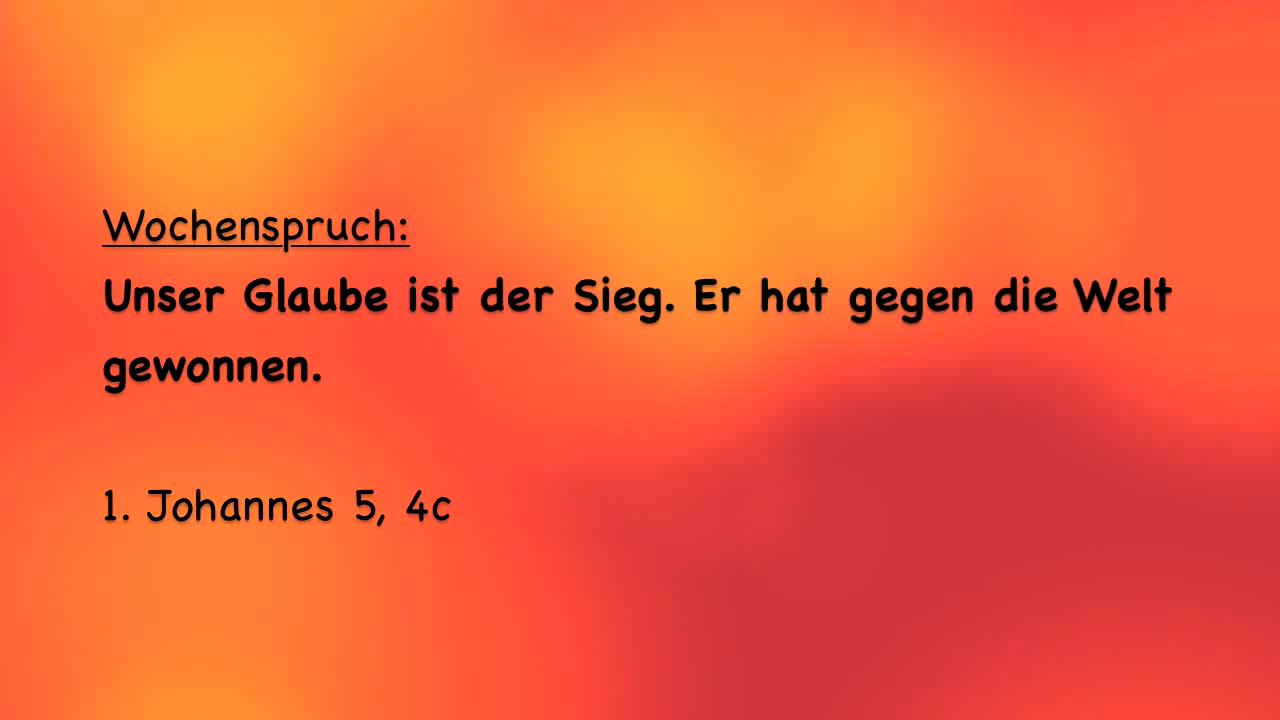 Wochenspruch:
Unser Glaube ist der Sieg. Er hat gegen die Welt
gewonnen.
1. Johannes 5, 4c